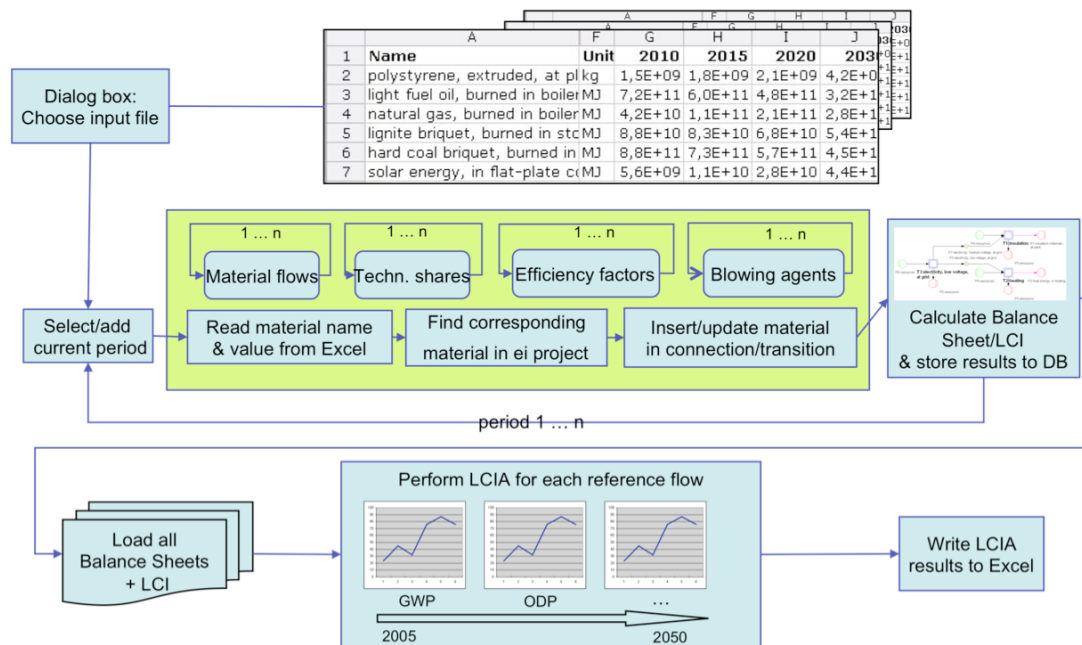 A F G H I J
A F G H I J
2030
A F G H I J
1 Name Unit 2010 2015 2020 203
2 polystyrene, extruded, at pl kg 1,5E+09 1,8E+09 2,1E+09 4,2E+0
3 light fuel oil, burned in boiler MJ 7,2E+11 6,0E+11 4,8E+11 3,2E+1
4 natural gas, burned in boiler MJ 4,2E+10 1,1E+11 2,1E+11 2,8E+1
5 lignite briquet, burned in sto MJ 8,8E+10 8,3E+10 6,8E+10 5,4E+1
6 hard coal briquet, burned in MJ 8,8E+11 7,3E+11 5,7E+11 4,5E+1
7 solar energy, in flat-plate co MJ 5,6E+09 1,1E+10 2,8E+10 4,4E+1
Dialog box:
Choose input file
1 … n 1 … n 1 … n 1 … n
Material flows Techn. shares Efficiency factors Blowing agents
Select/add
current period
Read material name
& value from Excel
Find corresponding
material in ei project
Insert/update material
in connection/transition
Calculate Balance
Sheet/LCI
& store results to DB
period 1 … n
Load all
Balance Sheets
+ LCI
Perform LCIA for each reference flow
GWP ODP …
2005 2050
Write LCIA
results to Excel